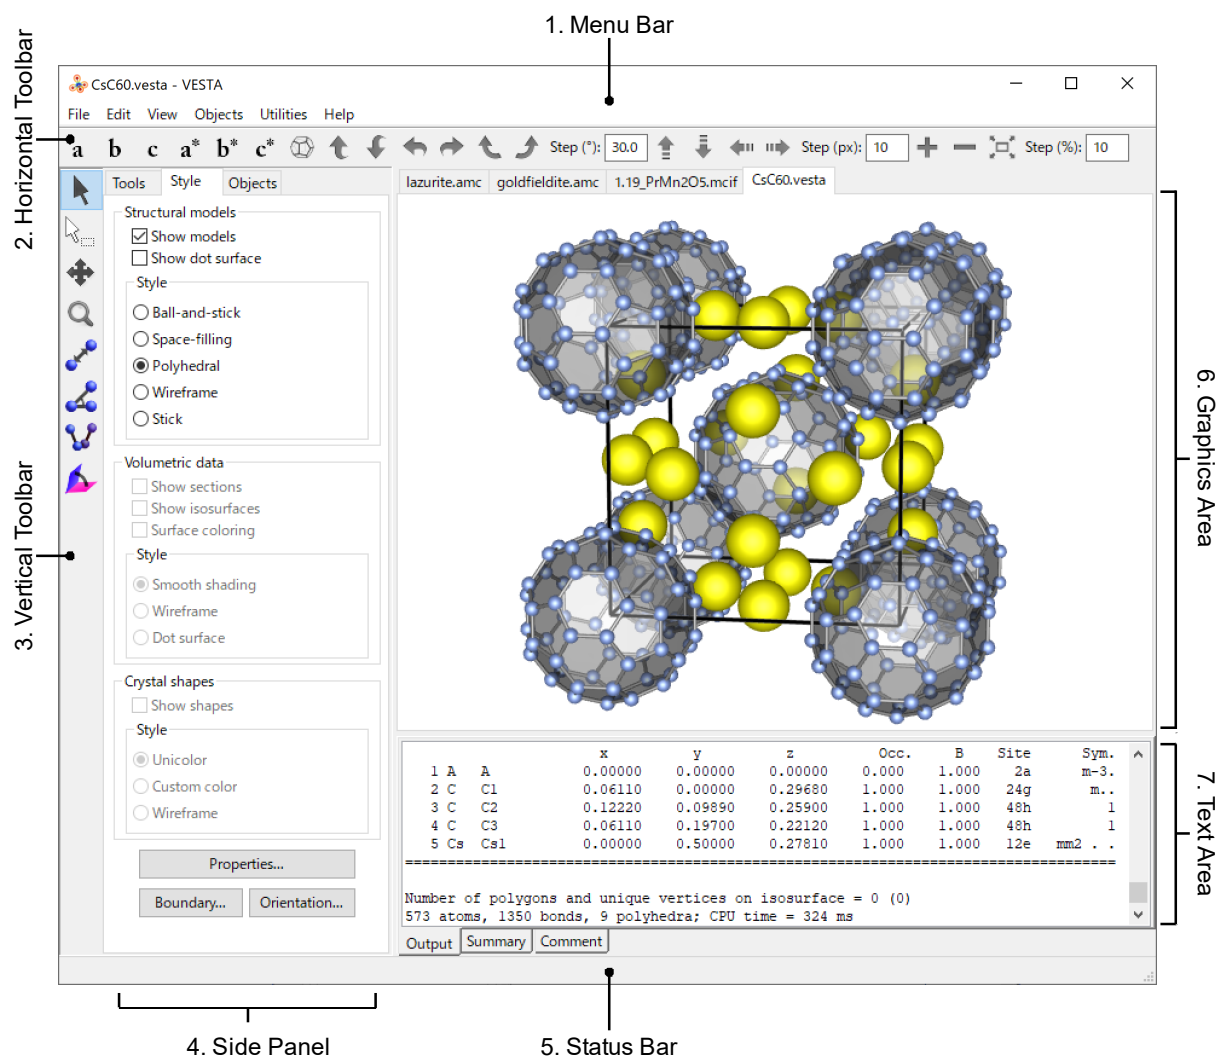 1. Menu Bar
2. Horizontal Toolbar
CsC60.vesta - VESTA
File Edit View Objects Utilities Help
a b c a* b* c* Step (°): 30.0 Step (px): 10 Step (%): 10
Tools Style Objects
lazurite.amc goldfieldite.amc 1.19_PrMn2O5.mcif CsC60.vesta
Structural models
Show models
Show dot surface
Style
Ball-and-stick
Space-filling
Polyhedral
Wireframe
Stick
Volumetric data
Show sections
Show isosurfaces
Surface coloring
Style
Smooth shading
Wireframe
Dot surface
Crystal shapes
Show shapes
Style
Unicolor
Custom color
Wireframe
Properties...
Boundary... Orientation...
3. Vertical Toolbar
6. Graphics Area
x y z Occ. B Site Sym.
1 A A 0.00000 0.00000 0.00000 0.000 1.000 2a m-3.
2 C C1 0.06110 0.00000 0.29680 1.000 1.000 24g m..
3 C C2 0.12220 0.09890 0.25900 1.000 1.000 48h 1
4 C C3 0.06110 0.19700 0.22120 1.000 1.000 48h 1
5 Cs Cs1 0.00000 0.50000 0.27810 1.000 1.000 12e mm2 . .
================================================================================
Number of polygons and unique vertices on isosurface = 0 (0)
573 atoms, 1350 bonds, 9 polyhedra; CPU time = 324 ms
Output Summary Comment
7. Text Area
4. Side Panel
5. Status Bar